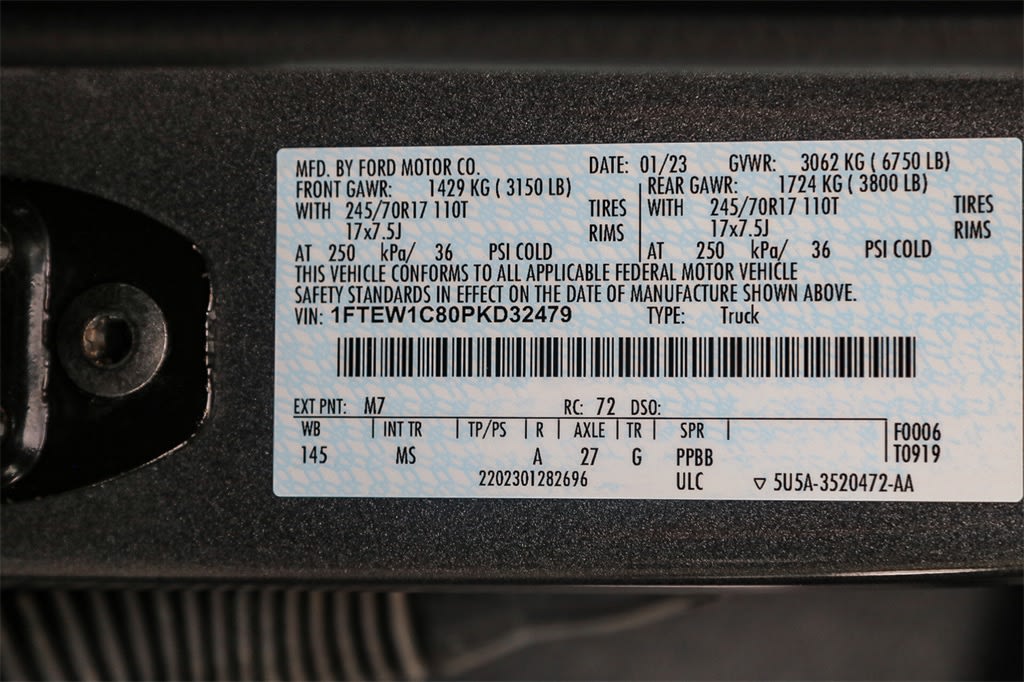 MFD. BY FORD MOTOR CO. DATE: 01/23 GVWR: 3062 KG ( 6750 LB)
FRONT GAWR: 1429 KG ( 3150 LB) REAR GAWR: 1724 KG ( 3800 LB)
WITH 245/70R17 110T TIRES WITH 245/70R17 110T TIRES
17x7.5J RIMS 17x7.5J RIMS
AT 250 kPa/ 36 PSI COLD AT 250 kPa/ 36 PSI COLD
THIS VEHICLE CONFORMS TO ALL APPLICABLE FEDERAL MOTOR VEHICLE
SAFETY STANDARDS IN EFFECT ON THE DATE OF MANUFACTURE SHOWN ABOVE.
VIN: 1FTEW1C80PKD32479 TYPE: Truck
EXT PNT: M7 RC: 72 DSO:
WB INT TR TP/PS R AXLE TR SPR F0006
145 MS A 27 G PPBB T0919
2202301282696 ULC ▽ 5U5A-3520472-AA